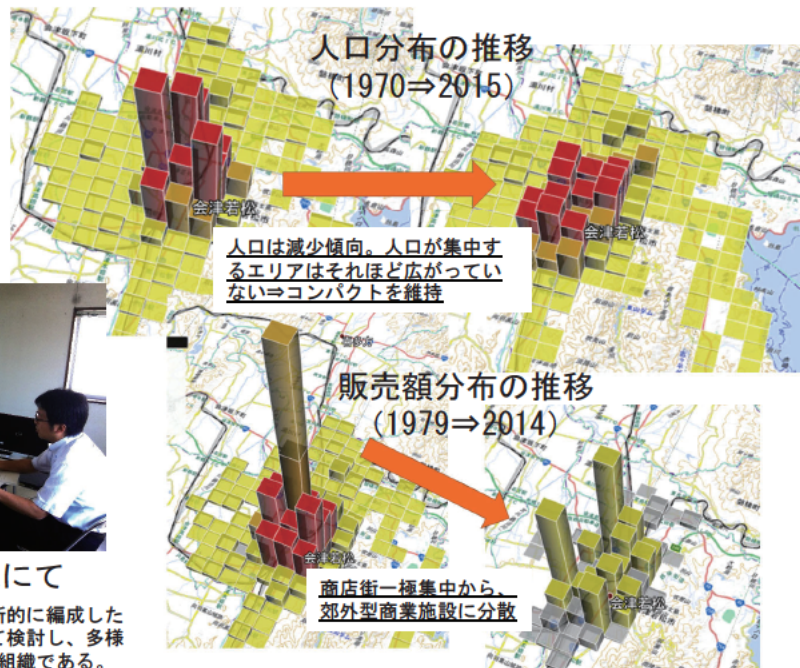 人口分布の推移
（1970⇒2015）
会津若松
会津若松市
人口は減少傾向。人口が集中す
るエリアはそれほど広がってい
ない⇒コンパクトを維持
販売額分布の推移
（1979⇒2014）
会津若松
商店街一極集中から、
郊外型商業施設に分散
会津若松
にて
的に編成した
て検討し、多様
組織である。